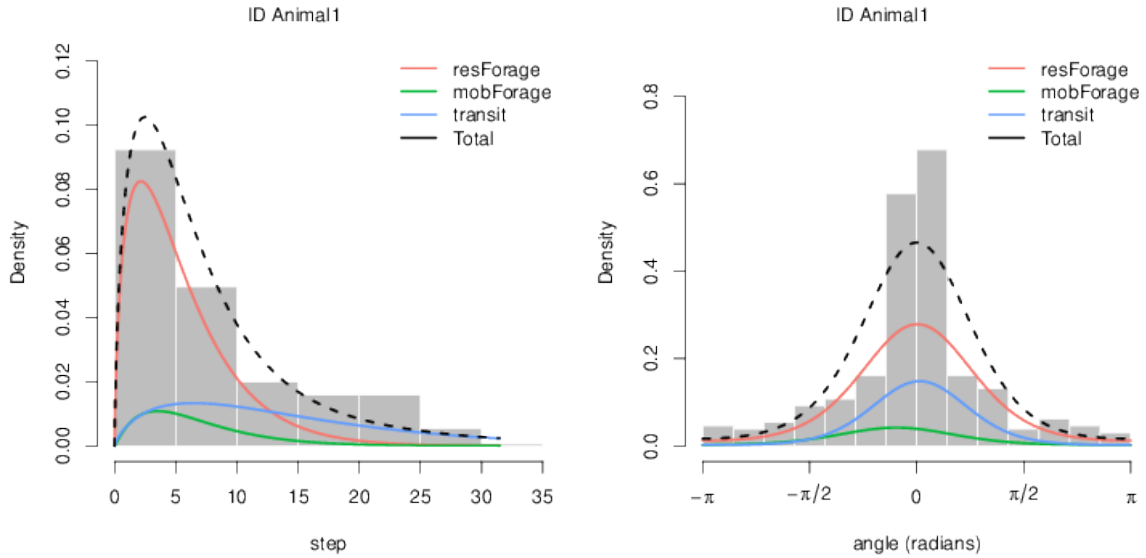 ID Animal1
resForage
mobForage
transit
Total
Density
0.00 0.02 0.04 0.06 0.08 0.10 0.12
0 5 10 15 20 25 30 35
step
ID Animal1
resForage
mobForage
transit
Total
Density
0.0 0.2 0.4 0.6 0.8
−π −π/2 0 π/2 π
angle (radians)